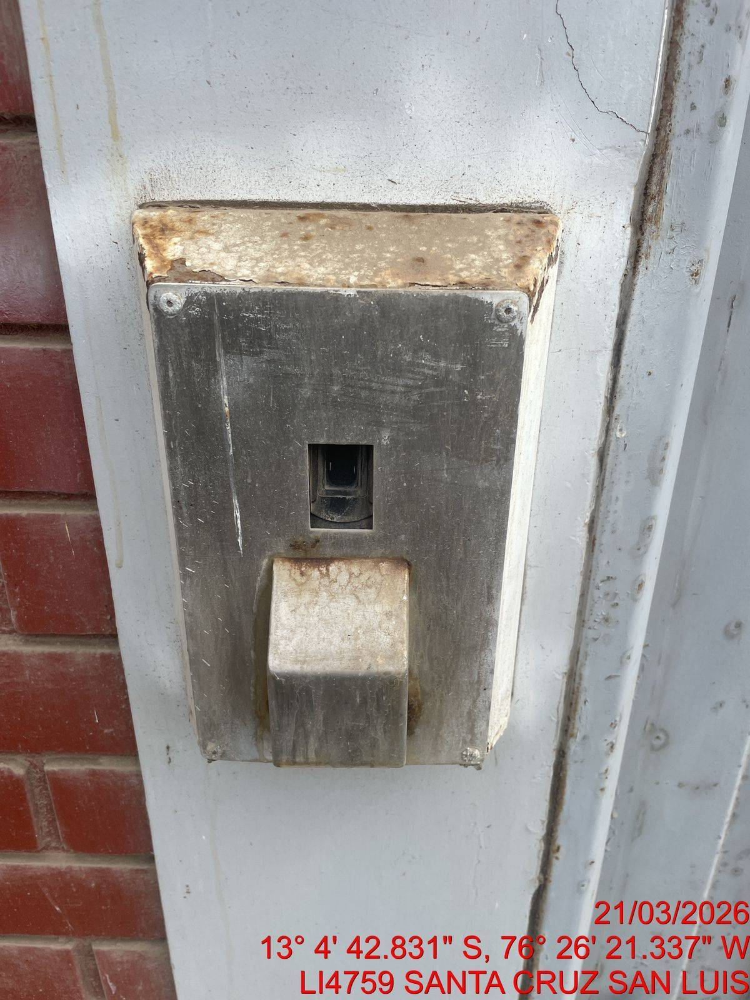 21/03/2026
13° 4' 42.831" S, 76° 26' 21.337" W
LI4759 SANTA CRUZ SAN LUIS